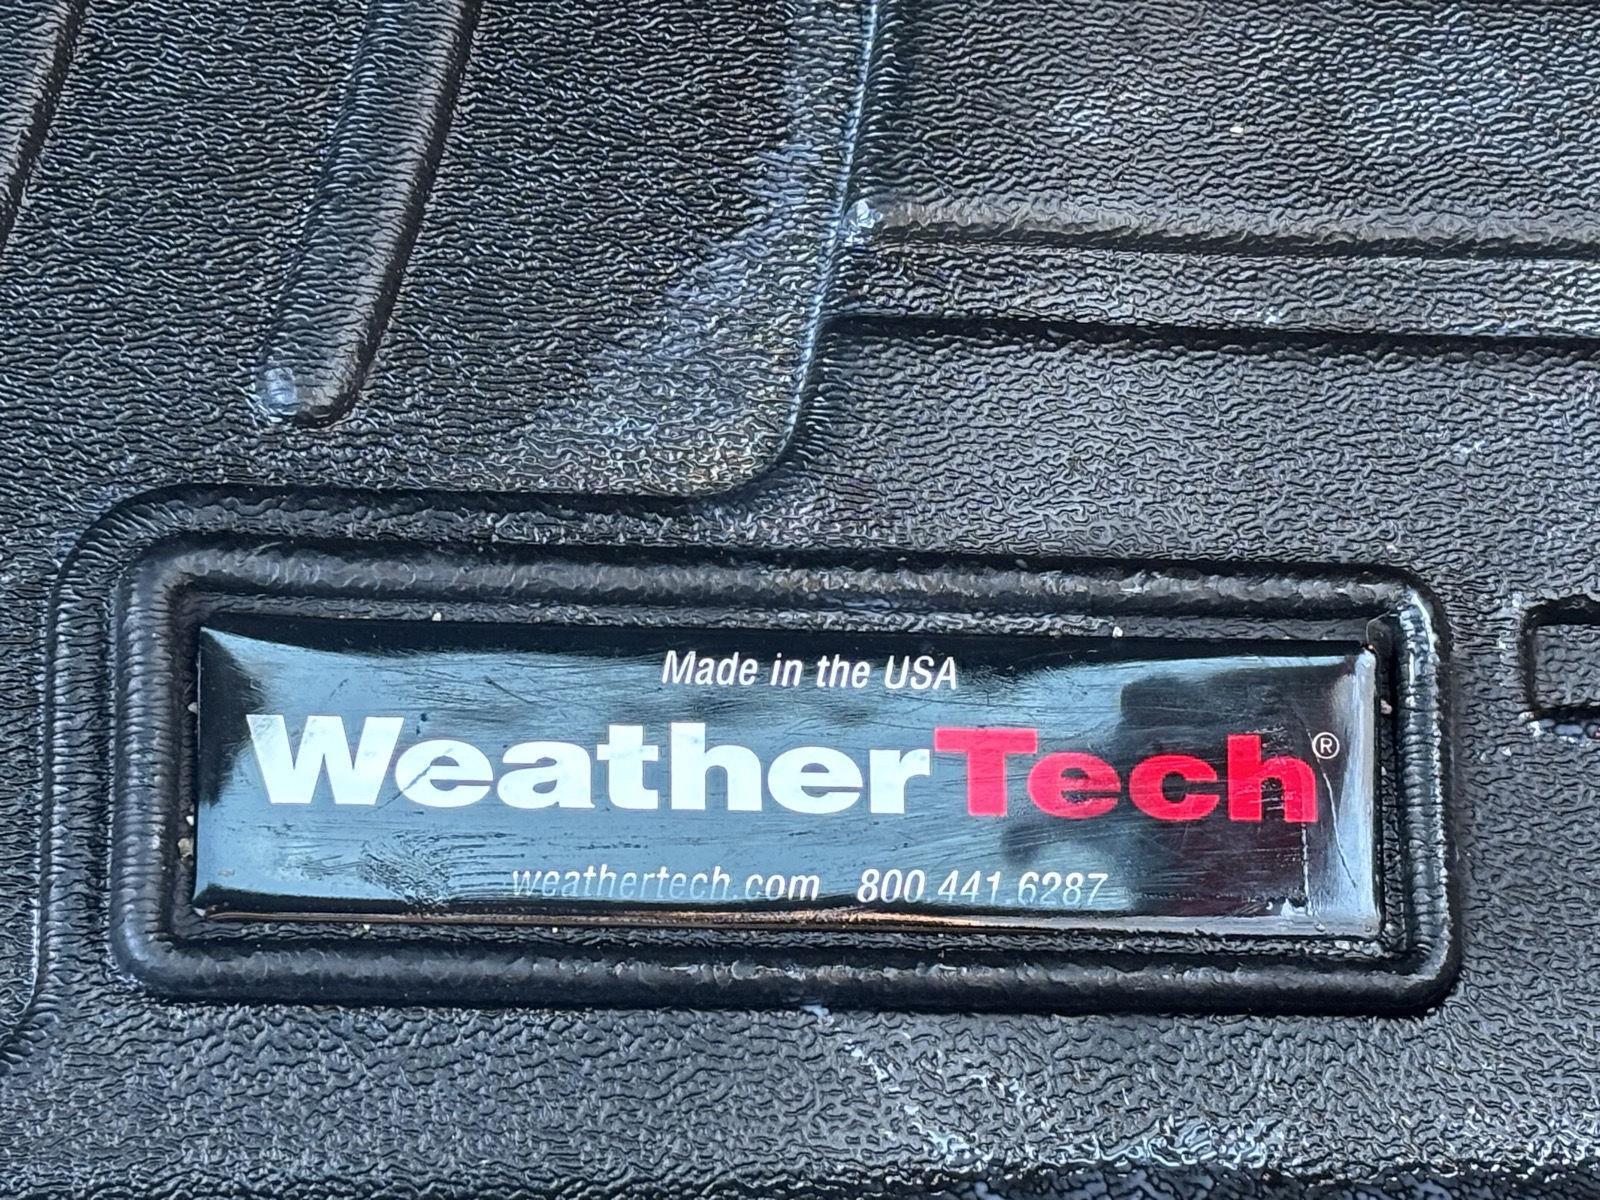 Made in the USA
WeatherTech®
weathertech.com 800.441.6287